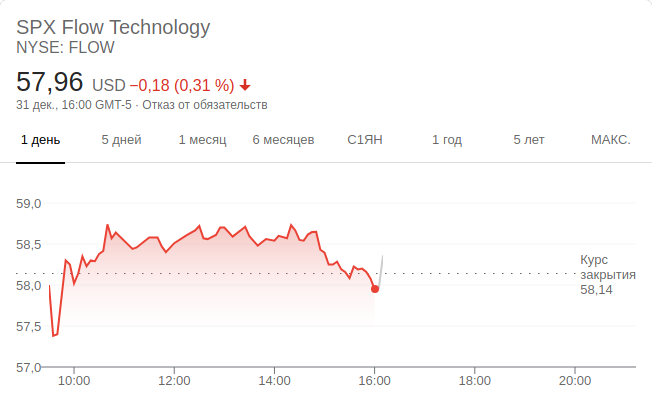 SPX Flow Technology
NYSE: FLOW
57,96 USD −0,18 (0,31 %)
31 дек., 16:00 GMT-5 · Отказ от обязательств
1 день 5 дней 1 месяц 6 месяцев С1ЯН 1 год 5 лет МАКС.
59,0
58,5
Курс
закрытия
58,14
58,0
57,5
57,0
10:00 12:00 14:00 16:00 18:00 20:00